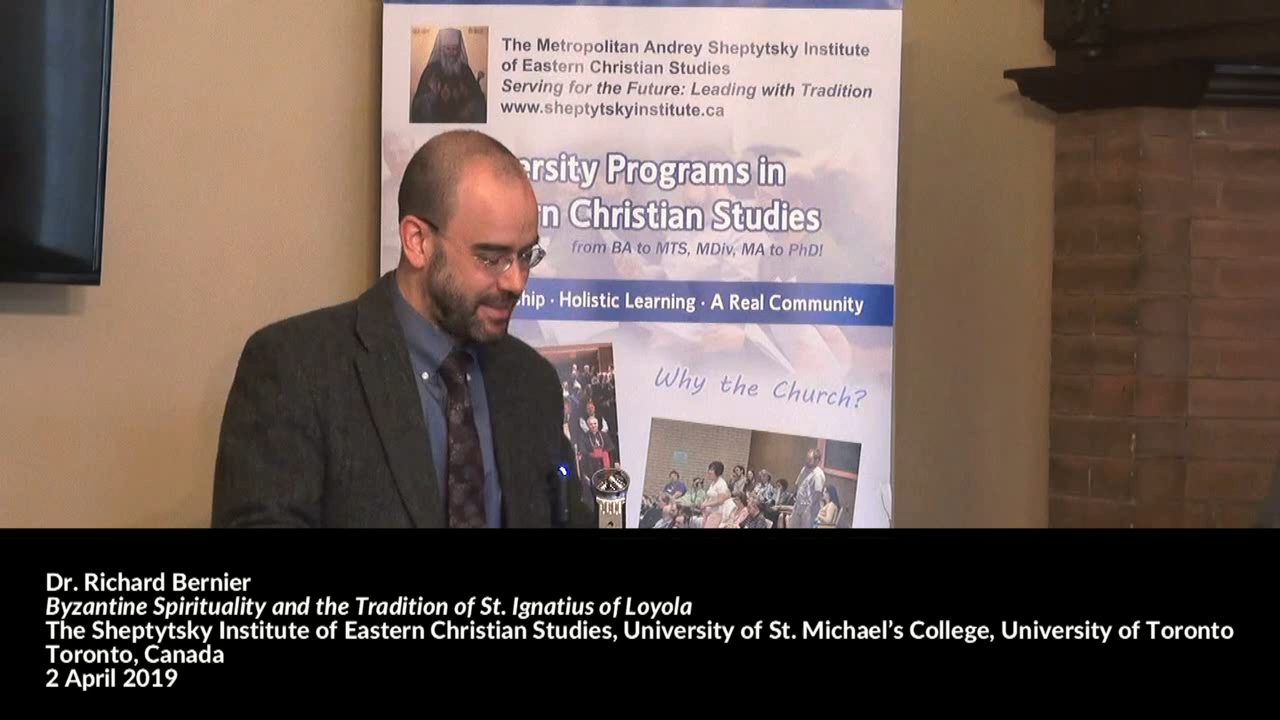 The Metropolitan Andrey Sheptytsky Institute
of Eastern Christian Studies
Serving for the Future: Leading with Tradition
www.sheptytskyinstitute.ca
ersity Programs in
rn Christian Studies
from BA to MTS, MDiv, MA to PhD!
ship · Holistic Learning · A Real Community
Why the Church?
Dr. Richard Bernier
Byzantine Spirituality and the Tradition of St. Ignatius of Loyola
The Sheptytsky Institute of Eastern Christian Studies, University of St. Michael’s College, University of Toronto
Toronto, Canada
2 April 2019